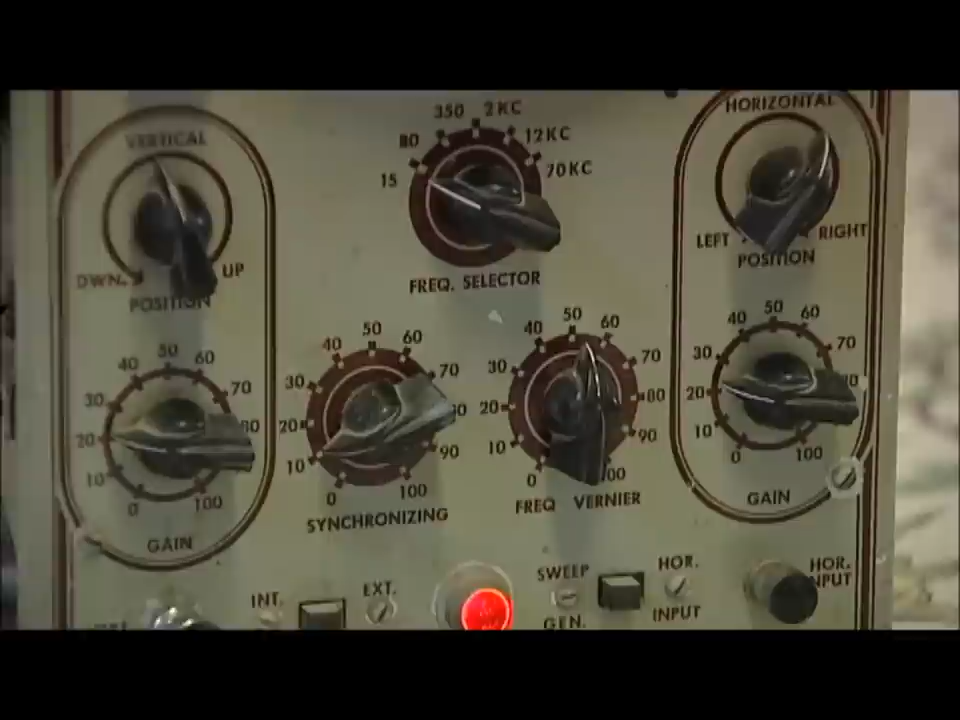 VERTICAL
DWN. UP
POSITION
0 10 20 30 40 50 60 70 80 100
GAIN
15 80 350 2KC 12KC 70KC
FREQ. SELECTOR
0 10 20 30 40 50 60 70 80 90 100
SYNCHRONIZING
0 10 20 30 40 50 60 70 80 90 100
FREQ VERNIER
HORIZONTAL
LEFT RIGHT
POSITION
0 10 20 30 40 50 60 70 80 100
GAIN
INT. EXT.
SWEEP
GEN.
HOR.
INPUT
HOR.
INPUT